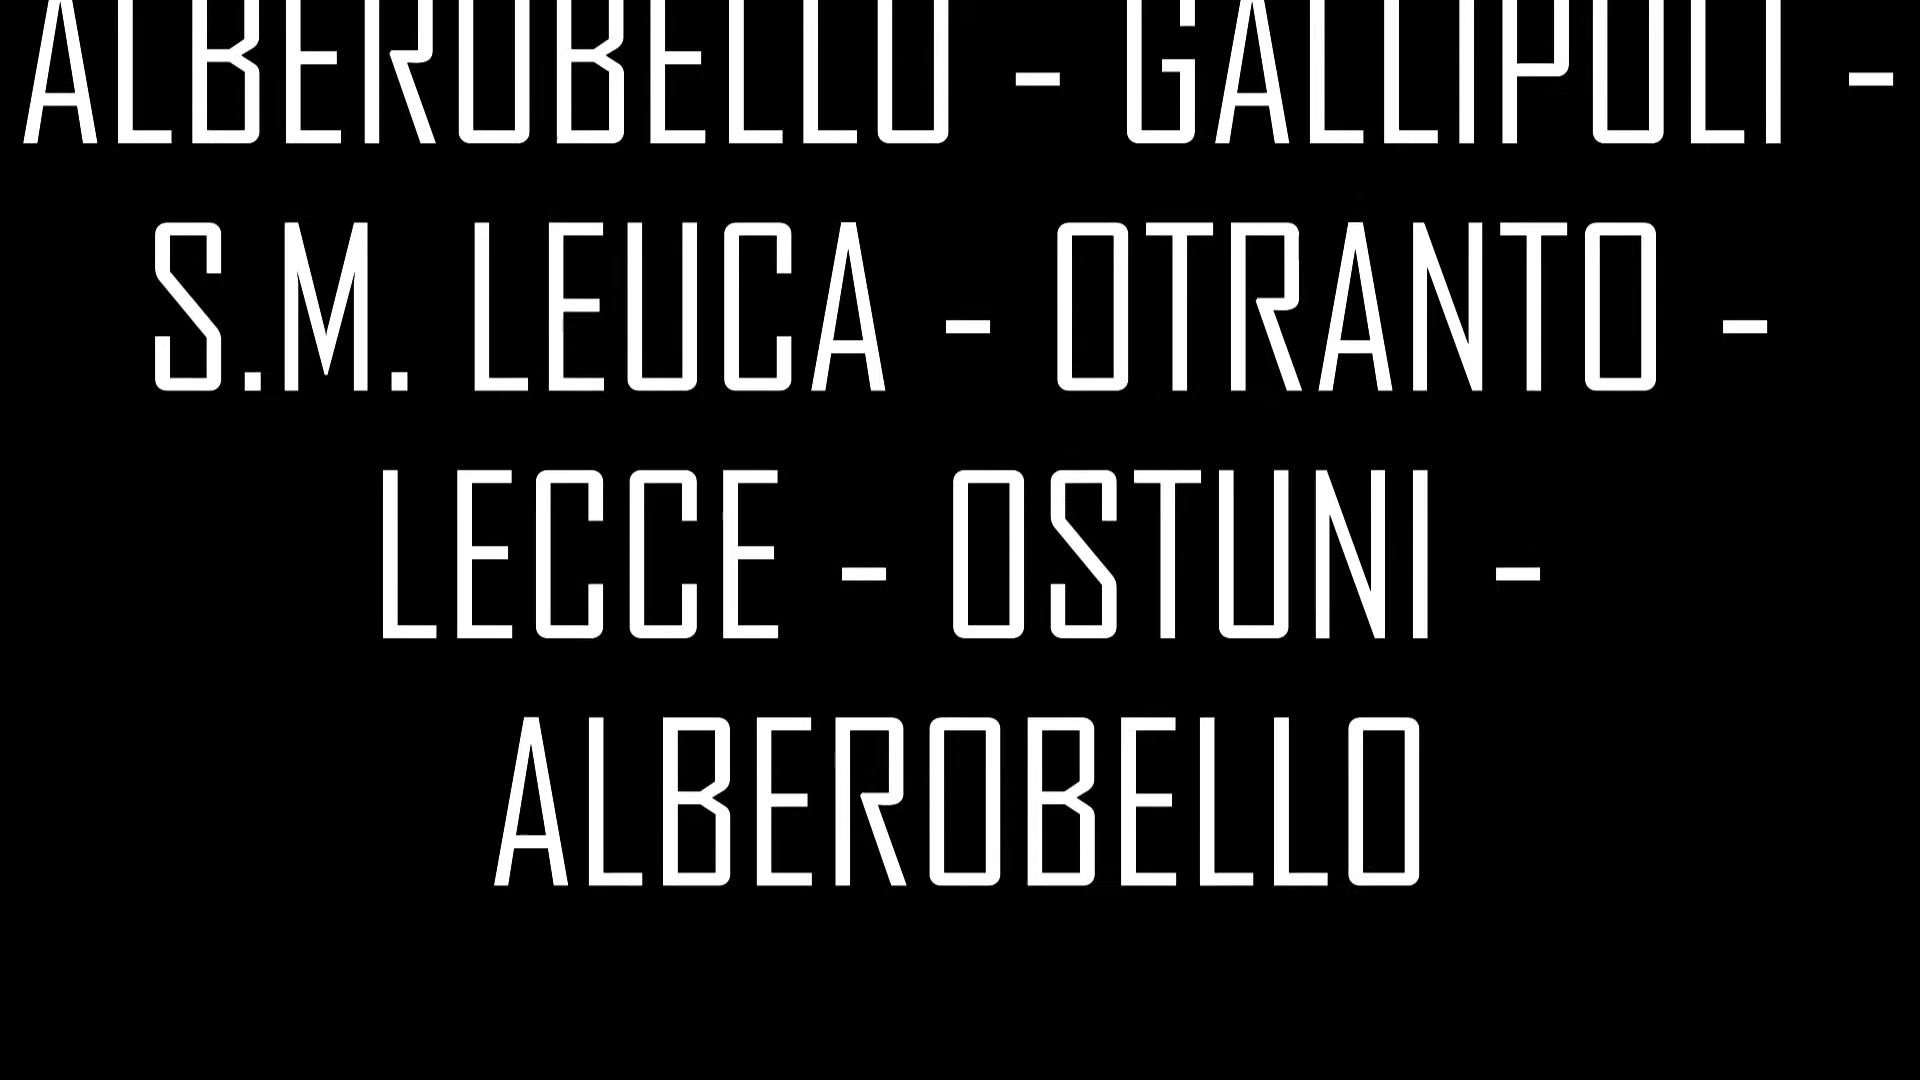 ALBEROBELLO - GALLIPOLI -
S.M. LEUCA - OTRANTO -
LECCE - OSTUNI -
ALBEROBELLO